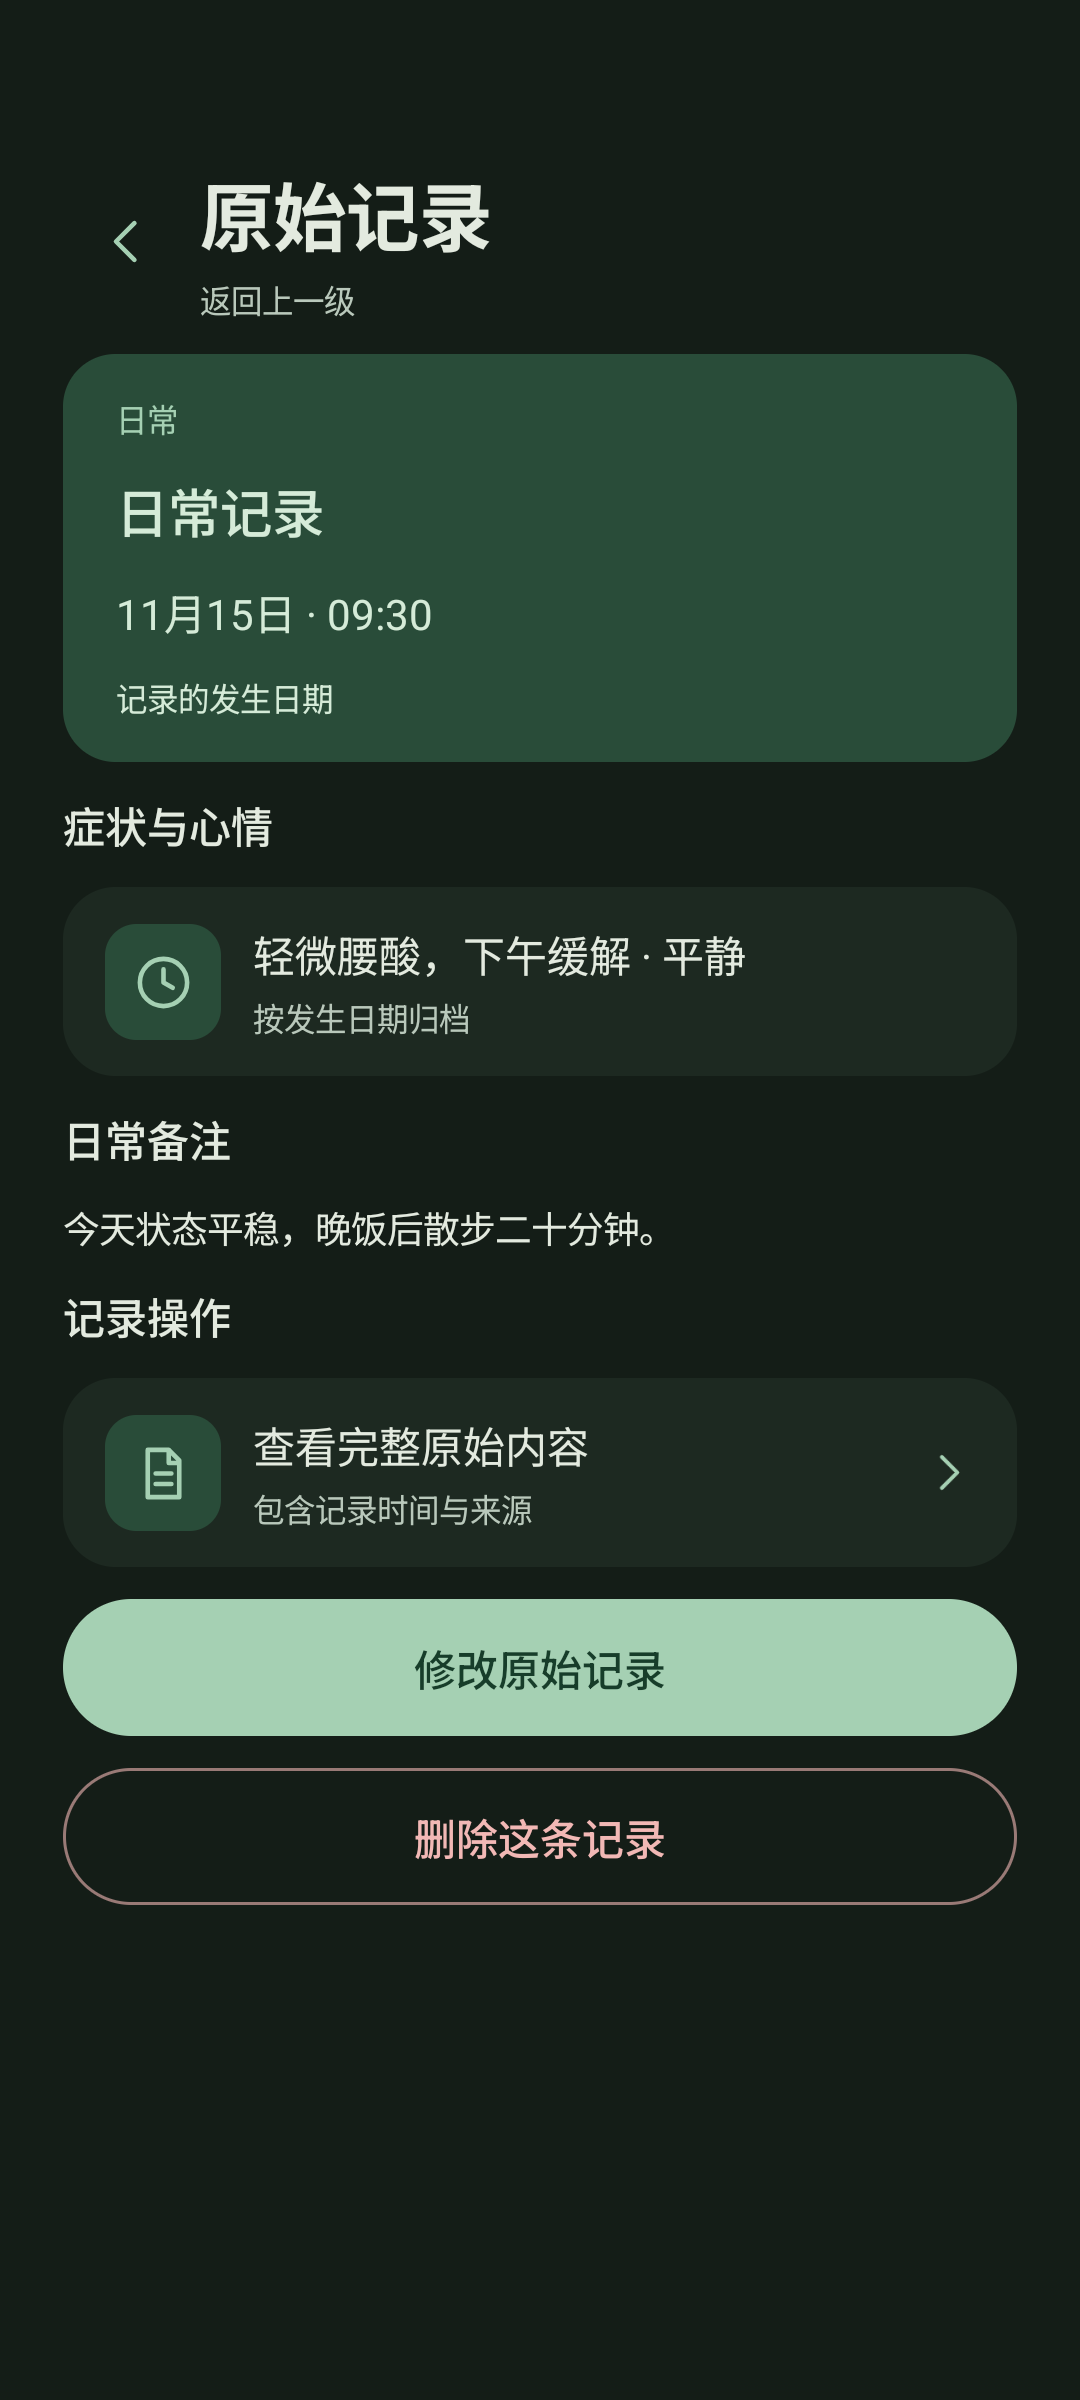 原始记录
返回上一级
日常
日常记录
11月15日 · 09:30
记录的发生日期
症状与心情
轻微腰酸，下午缓解 · 平静
按发生日期归档
日常备注
今天状态平稳，晚饭后散步二十分钟。
记录操作
查看完整原始内容
包含记录时间与来源
修改原始记录
删除这条记录